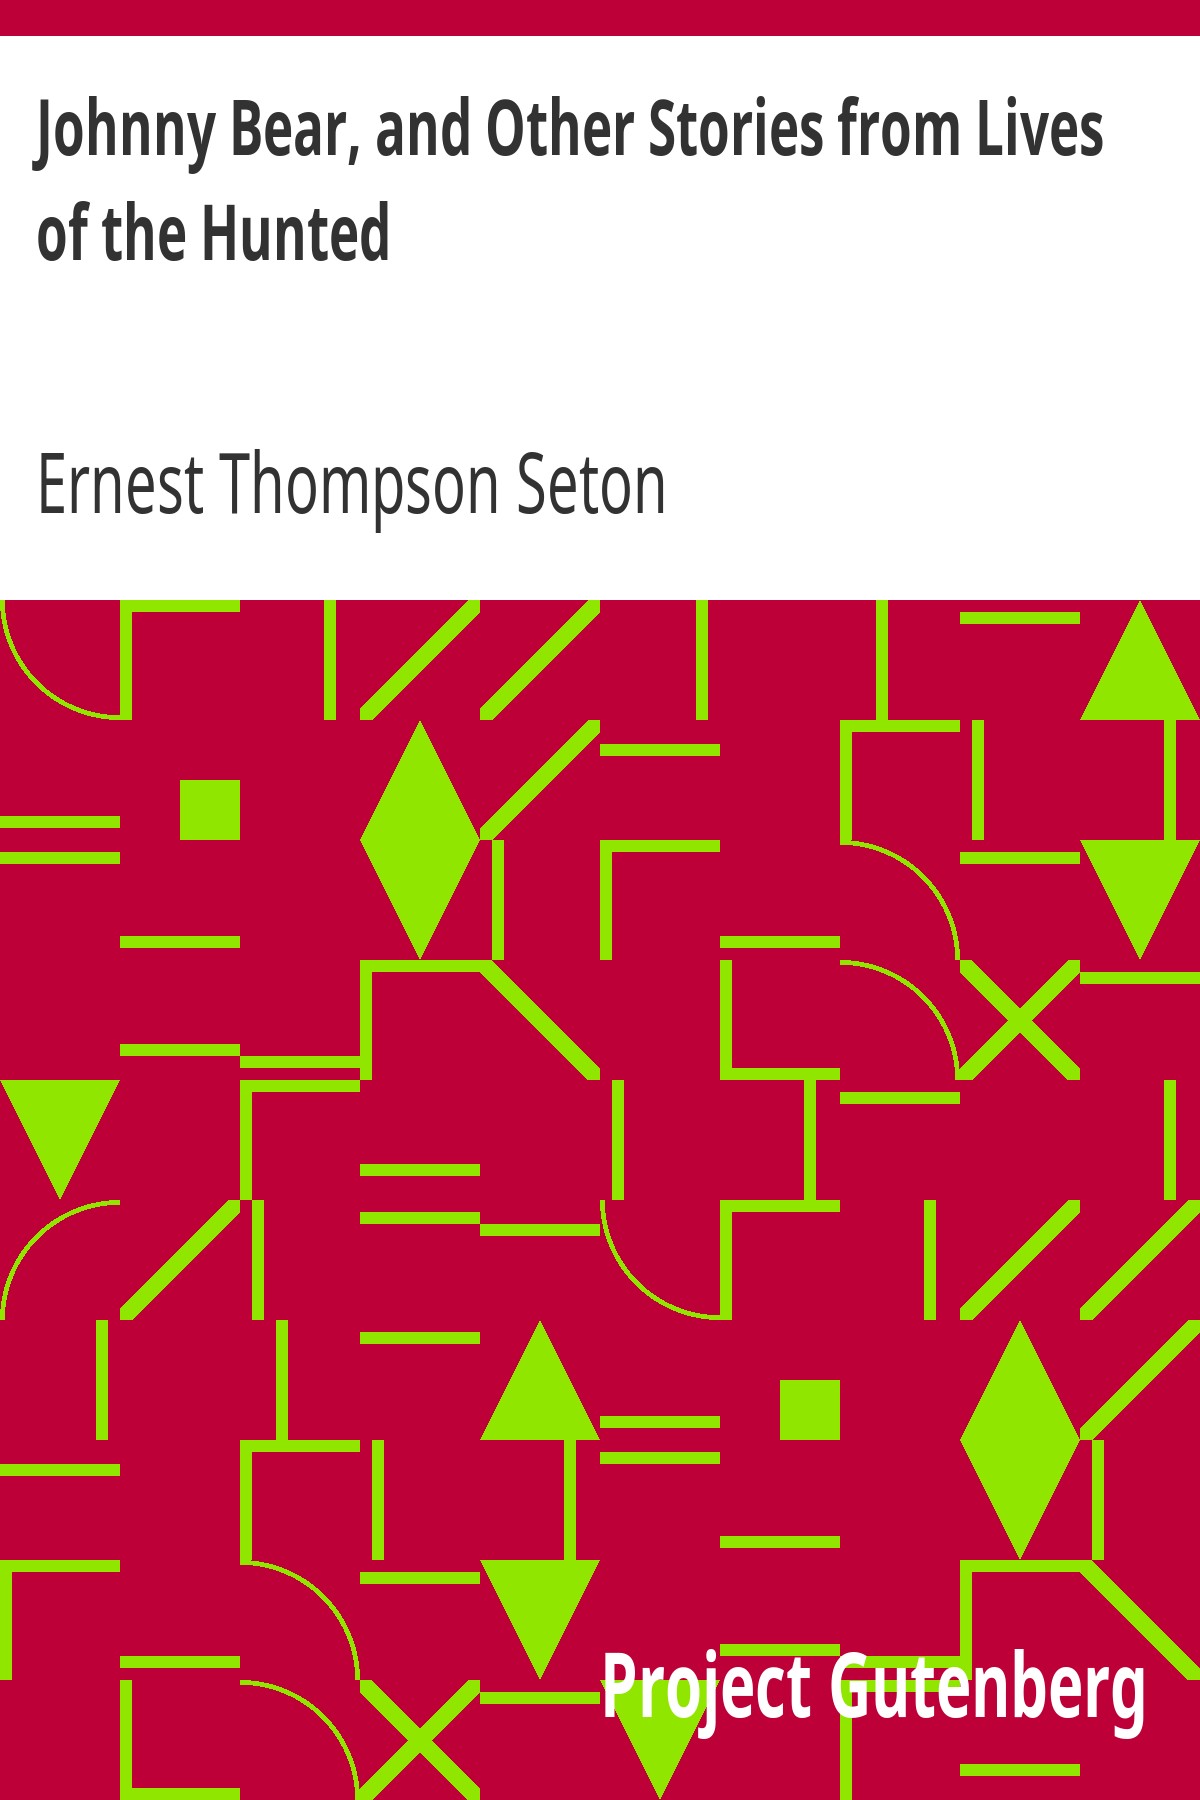 Johnny Bear, and Other Stories from Lives
of the Hunted
Ernest Thompson Seton
Project Gutenberg